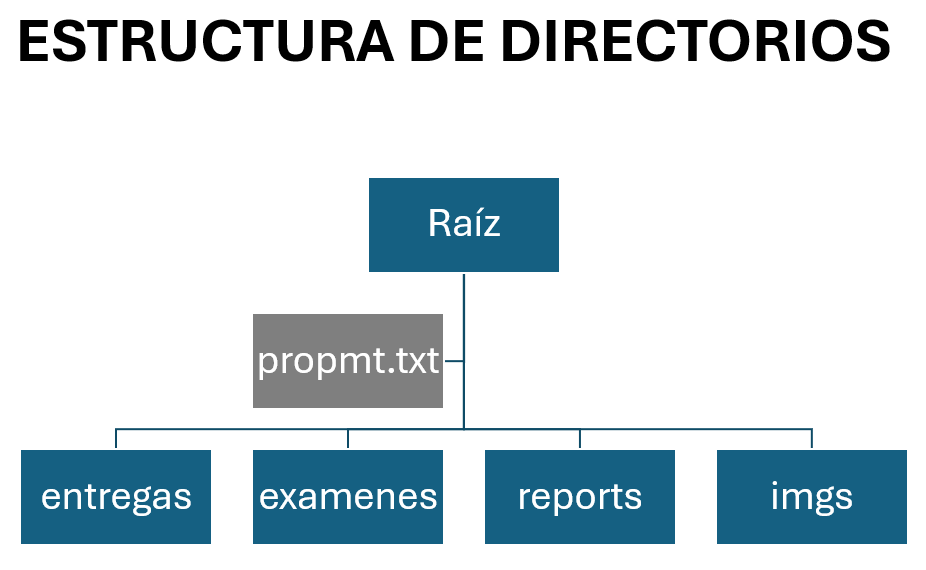 ESTRUCTURA DE DIRECTORIOS
Raíz
propmt.txt
entregas
examenes
reports
imgs